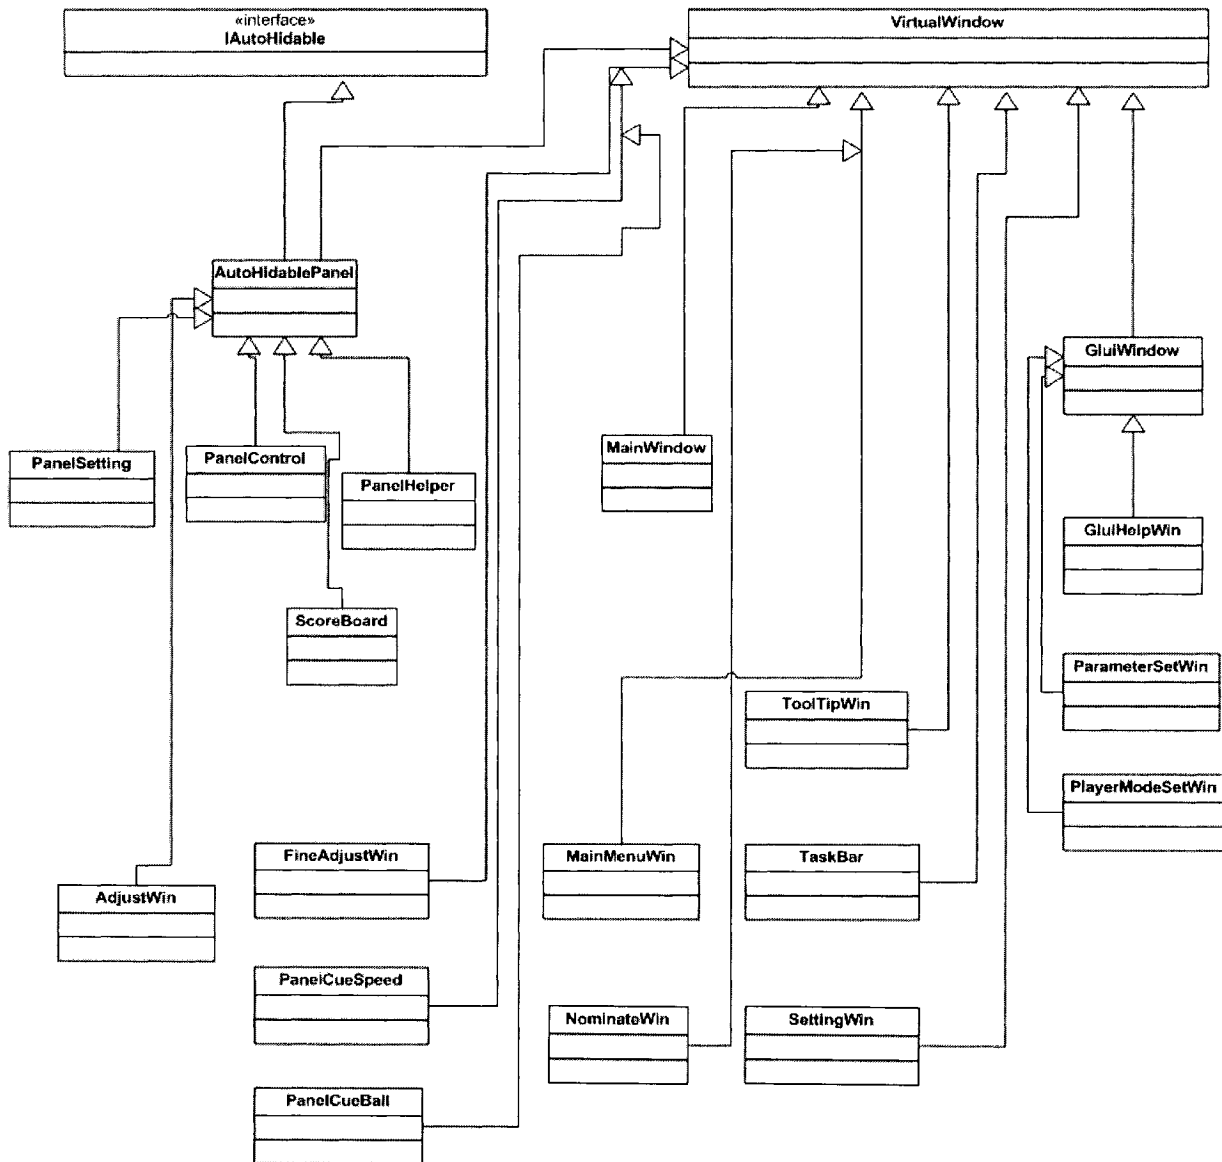 «interface»
IAutoHidable
VirtualWindow
AutoHidablePanel
GluiWindow
MainWindow
PanelSetting
PanelControl
PanelHelper
GluiHelpWin
ScoreBoard
ParameterSetWin
ToolTipWin
PlayerModeSetWin
FineAdjustWin
MainMenuWin
TaskBar
AdjustWin
PanelCueSpeed
NominateWin
SettingWin
PanelCueBall